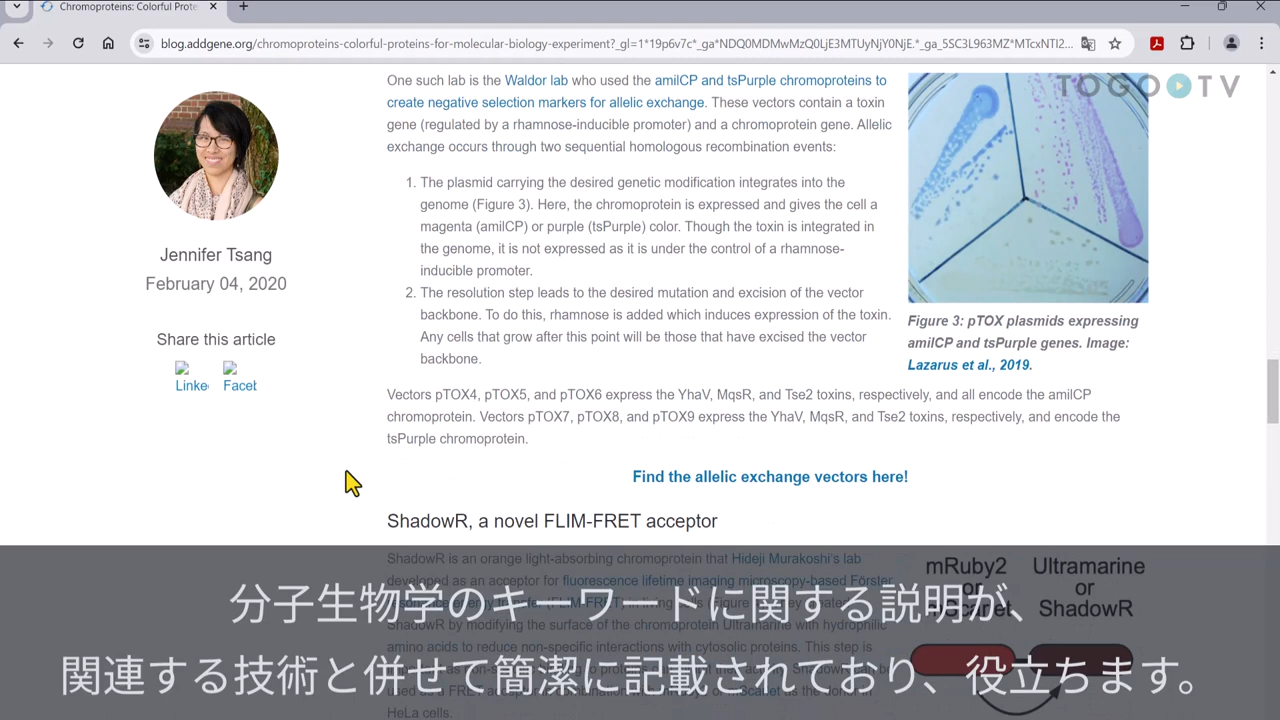 Chromoproteins: Colorful Prote
blog.addgene.org/chromoproteins-colorful-proteins-for-molecular-biology-experiment?_gl=1*19p6v7c*_ga*NDQ0MDMwMzQ0LjE3MTUyNjY0NjE.*_ga_5SC3L963MZ*MTcxNTI2...
TOGO TV
Jennifer Tsang
February 04, 2020
Share this article
Linke
Faceb
One such lab is the Waldor lab who used the amilCP and tsPurple chromoproteins to
create negative selection markers for allelic exchange. These vectors contain a toxin
gene (regulated by a rhamnose-inducible promoter) and a chromoprotein gene. Allelic
exchange occurs through two sequential homologous recombination events:
1. The plasmid carrying the desired genetic modification integrates into the
genome (Figure 3). Here, the chromoprotein is expressed and gives the cell a
magenta (amilCP) or purple (tsPurple) color. Though the toxin is integrated in
the genome, it is not expressed as it is under the control of a rhamnose-
inducible promoter.
2. The resolution step leads to the desired mutation and excision of the vector
backbone. To do this, rhamnose is added which induces expression of the toxin.
Any cells that grow after this point will be those that have excised the vector
backbone.
Figure 3: pTOX plasmids expressing
amilCP and tsPurple genes. Image:
Lazarus et al., 2019.
Vectors pTOX4, pTOX5, and pTOX6 express the YhaV, MqsR, and Tse2 toxins, respectively, and all encode the amilCP
chromoprotein. Vectors pTOX7, pTOX8, and pTOX9 express the YhaV, MqsR, and Tse2 toxins, respectively, and encode the
tsPurple chromoprotein.
Find the allelic exchange vectors here!
ShadowR, a novel FLIM-FRET acceptor
ShadowR is an orange light-absorbing chromoprotein that Hideji Murakoshi's lab
developed as an acceptor for fluorescence lifetime imaging microscopy-based Förster
ShadowR by modifying the surface of the chromoprotein Ultramarine with hydrophilic
amino acids to reduce non-specific interactions with cytosolic proteins. This step is
HeLa cells.
mRuby2
or
Ultramarine
or
ShadowR
分子生物学のキーワードに関する説明が、
関連する技術と併せて簡潔に記載されており、役立ちます。